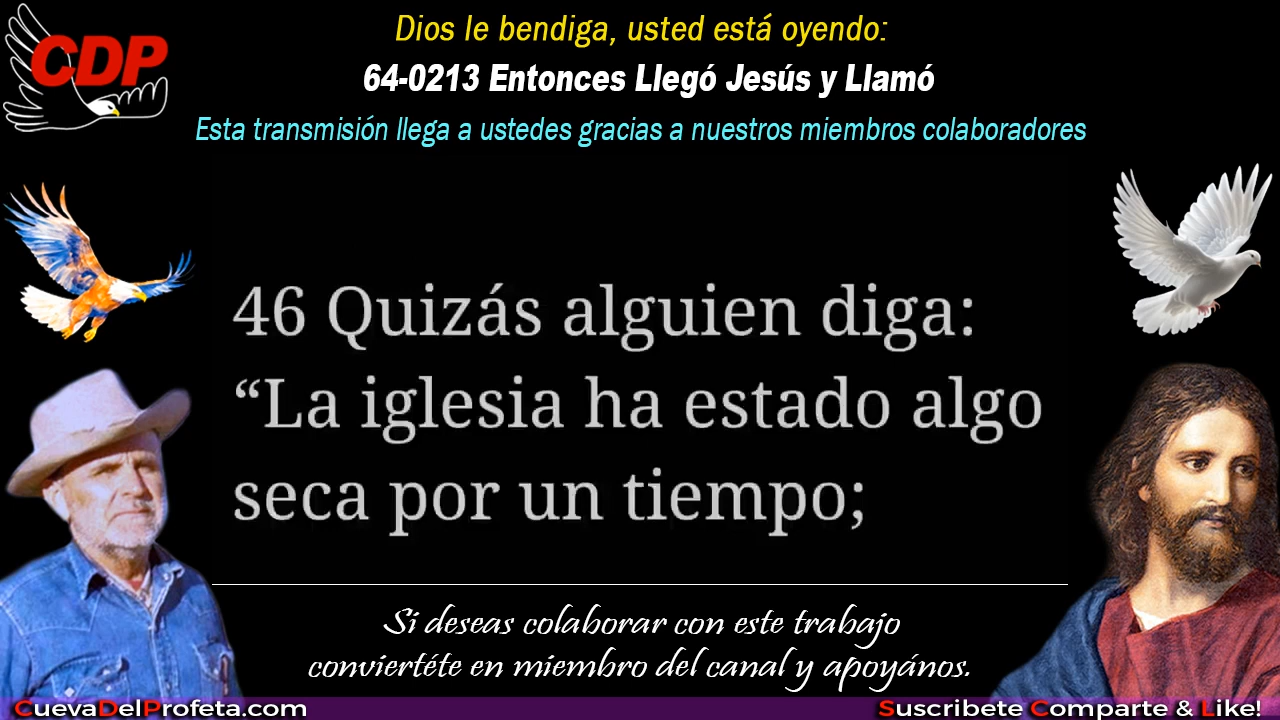 CDP
Dios le bendiga, usted está oyendo:
64-0213 Entonces Llegó Jesús y Llamó
Esta transmisión llega a ustedes gracias a nuestros miembros colaboradores
46 Quizás alguien diga:
“La iglesia ha estado algo
seca por un tiempo;
Si deseas colaborar con este trabajo
conviertéte en miembro del canal y apoyános.
CuevaDelProfeta.com
Suscribete Comparte & Like!